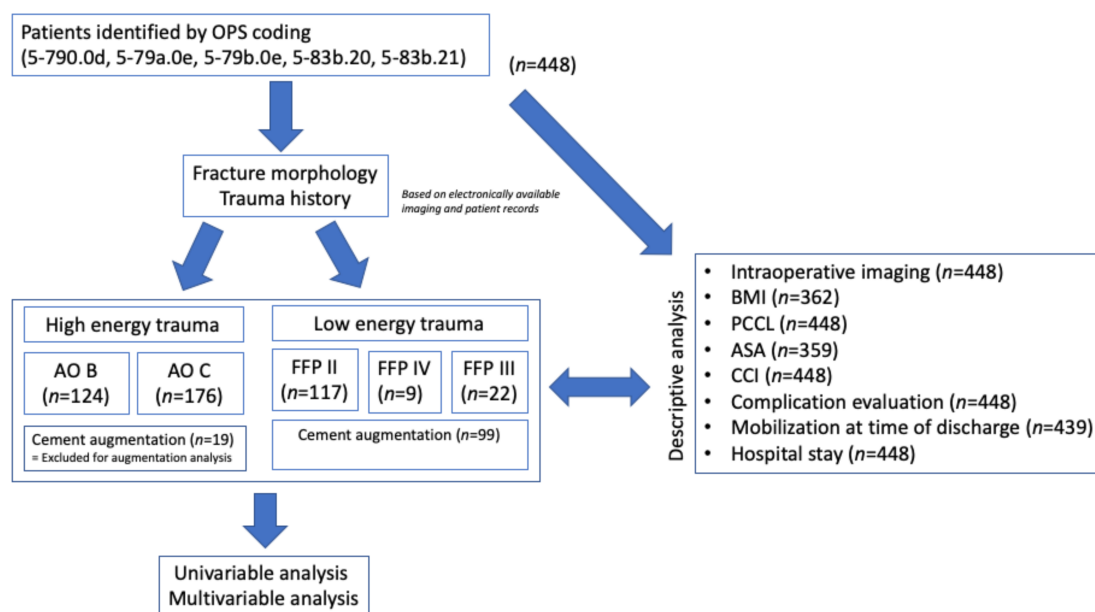 Patients identified by OPS coding
(5-790.0d, 5-79a.0e, 5-79b.0e, 5-83b.20, 5-83b.21)
(n=448)
Fracture morphology
Trauma history
Based on electronically available
imaging and patient records
High energy trauma
AO B
(n=124)
AO C
(n=176)
Cement augmentation (n=19)
= Excluded for augmentation analysis
Low energy trauma
FFP II
(n=117)
FFP IV
(n=9)
FFP III
(n=22)
Cement augmentation (n=99)
Descriptive analysis
• Intraoperative imaging (n=448)
• BMI (n=362)
• PCCL (n=448)
• ASA (n=359)
• CCI (n=448)
• Complication evaluation (n=448)
• Mobilization at time of discharge (n=439)
• Hospital stay (n=448)
Univariable analysis
Multivariable analysis